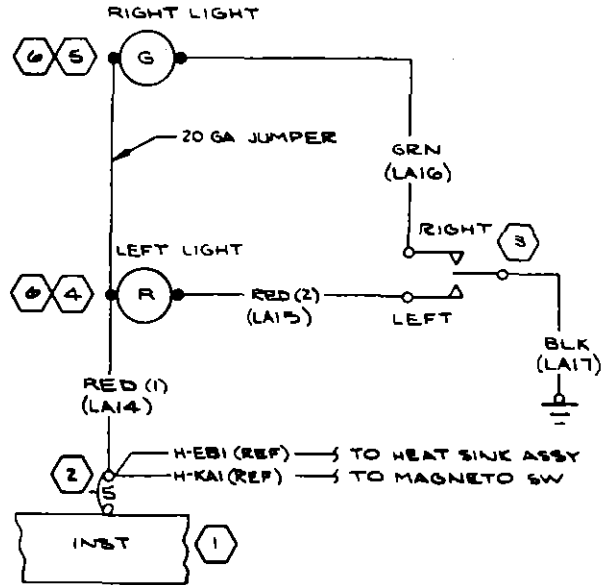 RIGHT LIGHT
6 5 G
20 GA JUMPER
GRN
(LA16)
RIGHT 3
LEFT LIGHT
6 4 R
RED (2)
(LA15)
LEFT
BLK
(LA17)
RED (1)
(LA14)
H-EB1 (REF) TO HEAT SINK ASSY
2
H-KA1 (REF) TO MAGNETO SW
5
INST 1